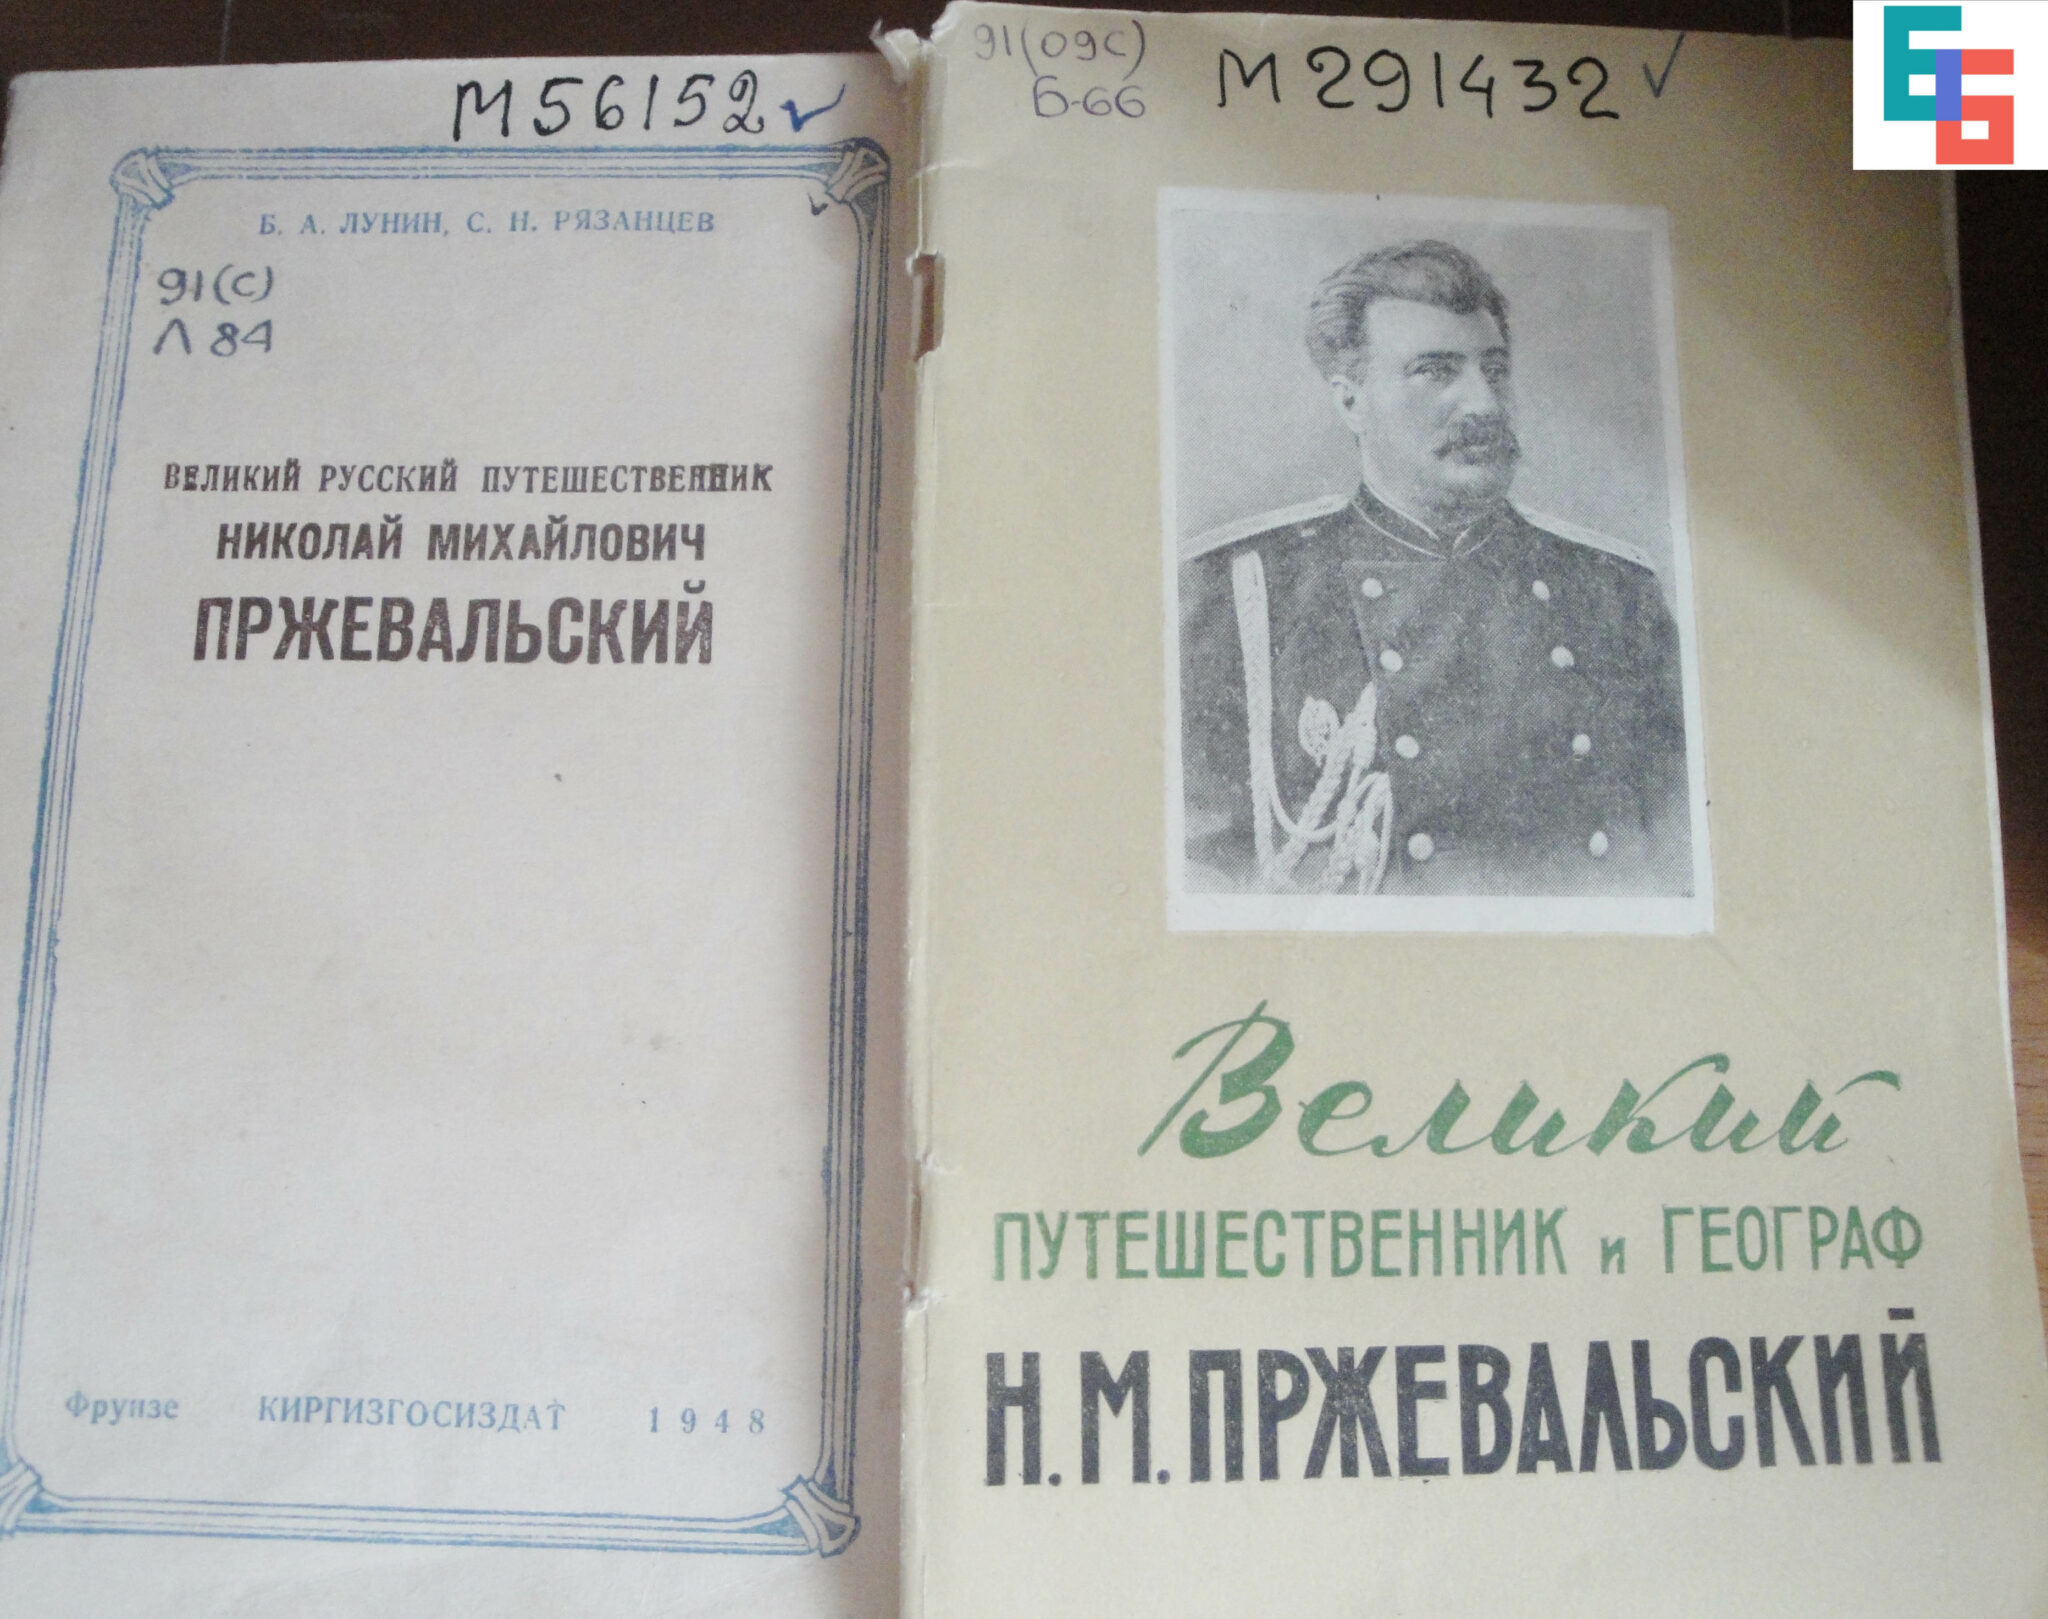 М56152
Б. А. ЛУНИН, С. Н. РЯЗАНЦЕВ
91(С)
Л 84
ВЕЛИКИЙ РУССКИЙ ПУТЕШЕСТВЕННИК
НИКОЛАЙ МИХАЙЛОВИЧ
ПРЖЕВАЛЬСКИЙ
Фрунзе КИРГИЗГОСИЗДАТ 1948
91(09С)
Б-66
М291432
Великий
ПУТЕШЕСТВЕННИК и ГЕОГРАФ
Н.М.ПРЖЕВАЛЬСКИЙ